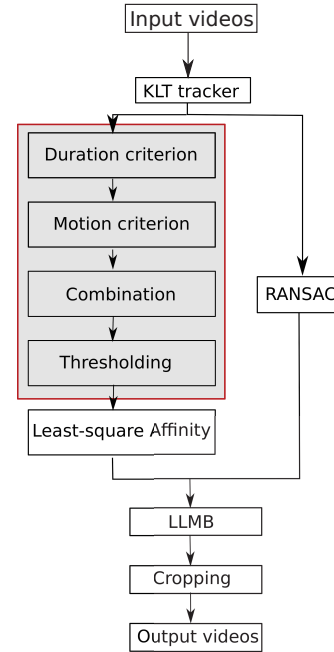 Input videos
KLT tracker
Duration criterion
Motion criterion
Combination
RANSAC
Thresholding
Least-square Affinity
LLMB
Cropping
Output videos